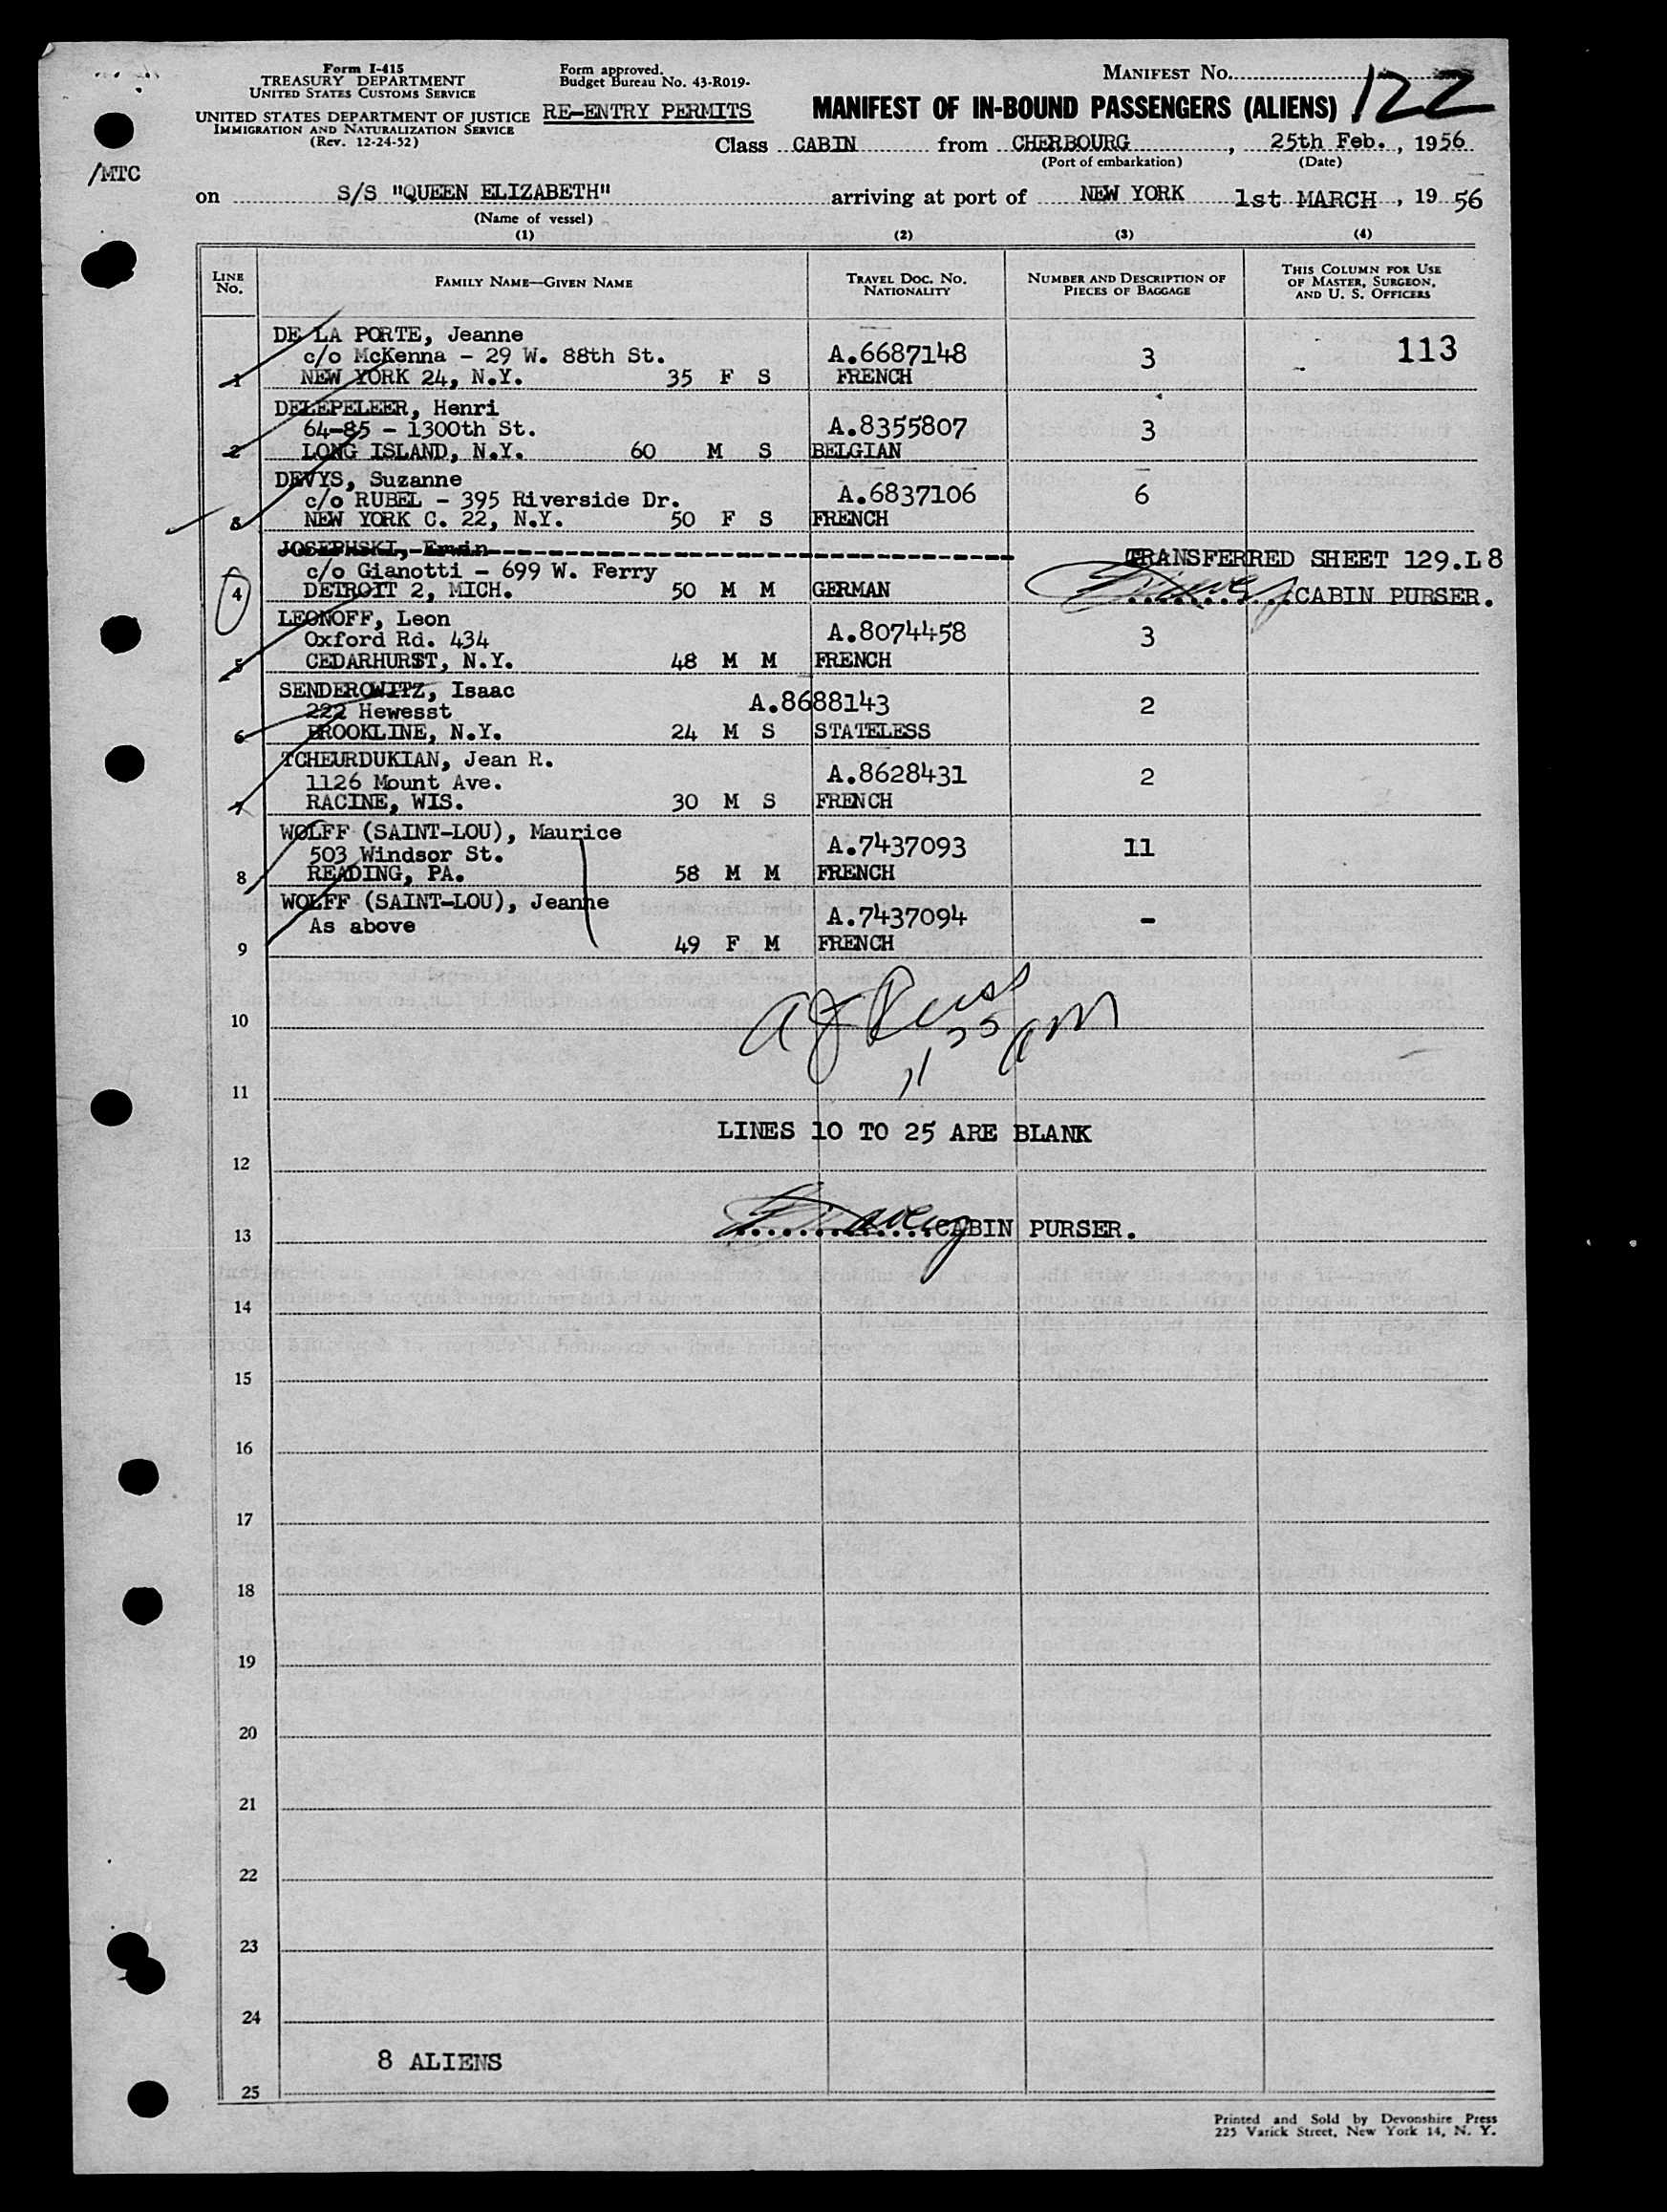 Form I-415
TREASURY DEPARTMENT
UNITED STATES CUSTOMS SERVICE
UNITED STATES DEPARTMENT OF JUSTICE
IMMIGRATION AND NATURALIZATION SERVICE
(Rev. 12-24-52)
Form approved.
Budget Bureau No. 43-R019-
RE-ENTRY PERMITS
MANIFEST NO. 122
MANIFEST OF IN-BOUND PASSENGERS (ALIENS)
Class CABIN from CHERBOURG, 25th Feb., 1956
(Port of embarkation) (Date)
/MTC
on S/S "QUEEN ELIZABETH" arriving at port of NEW YORK 1st MARCH, 1956
(Name of vessel)
(1) (2) (3) (4)
LINE NO.
FAMILY NAME—GIVEN NAME
TRAVEL DOC. NO. NATIONALITY
NUMBER AND DESCRIPTION OF PIECES OF BAGGAGE
THIS COLUMN FOR USE OF MASTER, SURGEON, AND U. S. OFFICERS
DE LA PORTE, Jeanne
c/o McKenna - 29 W. 88th St. A.6687148 3 113
1 NEW YORK 24, N.Y. 35 F S FRENCH
DELEPELEER, Henri
64-85 - 1300th St. A.8355807 3
2 LONG ISLAND, N.Y. 60 M S BELGIAN
DEVYS, Suzanne
c/o RUBEL - 395 Riverside Dr. A.6837106 6
3 NEW YORK C. 22, N.Y. 50 F S FRENCH
JOSEPHSKI, Erwin TRANSFERRED SHEET 129.L8
c/o Gianotti - 699 W. Ferry
4 DETROIT 2, MICH. 50 M M GERMAN CABIN PURSER.
LEONOFF, Leon
Oxford Rd. 434 A.8074458 3
5 CEDARHURST, N.Y. 48 M M FRENCH
SENDEROWITZ, Isaac
222 Hewesst A.8688143 2
6 BROOKLINE, N.Y. 24 M S STATELESS
TCHEURDUKIAN, Jean R.
1126 Mount Ave. A.8628431 2
7 RACINE, WIS. 30 M S FRENCH
WOLFF (SAINT-LOU), Maurice
503 Windsor St. A.7437093 11
8 READING, PA. 58 M M FRENCH
WOLFF (SAINT-LOU), Jeanne
As above A.7437094 -
9 49 F M FRENCH
10
11
LINES 10 TO 25 ARE BLANK
12
CABIN PURSER.
13
14
15
16
17
18
19
20
21
22
23
24
8 ALIENS
25
Printed and Sold by Devonshire Press
225 Varick Street, New York 14, N. Y.